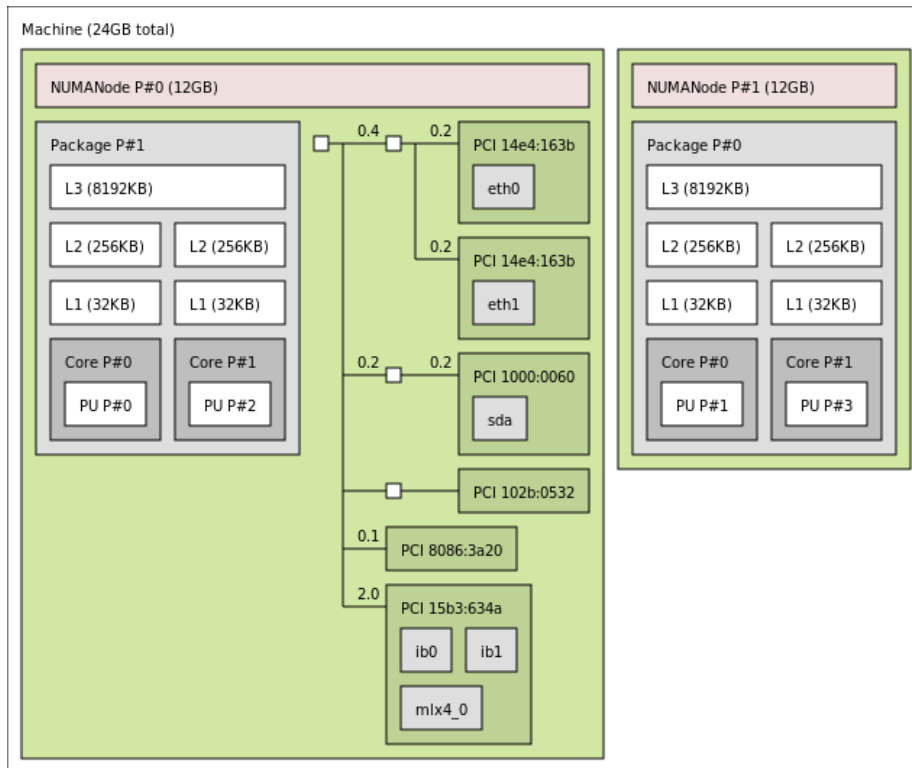 Machine (24GB total)
NUMANode P#0 (12GB)
Package P#1
L3 (8192KB)
L2 (256KB) L2 (256KB)
L1 (32KB) L1 (32KB)
Core P#0 Core P#1
PU P#0 PU P#2
0.4 0.2 PCI 14e4:163b
eth0
0.2 PCI 14e4:163b
eth1
0.2 0.2 PCI 1000:0060
sda
PCI 102b:0532
0.1 PCI 8086:3a20
2.0 PCI 15b3:634a
ib0 ib1
mlx4_0
NUMANode P#1 (12GB)
Package P#0
L3 (8192KB)
L2 (256KB) L2 (256KB)
L1 (32KB) L1 (32KB)
Core P#0 Core P#1
PU P#1 PU P#3